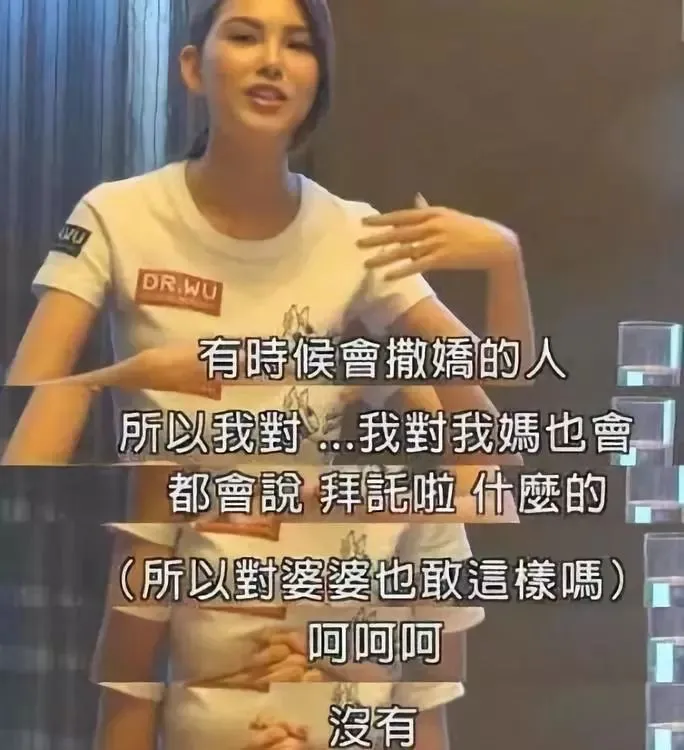 DR.WU
有時候會撒嬌的人
所以我對 ...我對我媽也會
都會說 拜託啦 什麼的
（所以對婆婆也敢這樣嗎）
呵呵呵
沒有